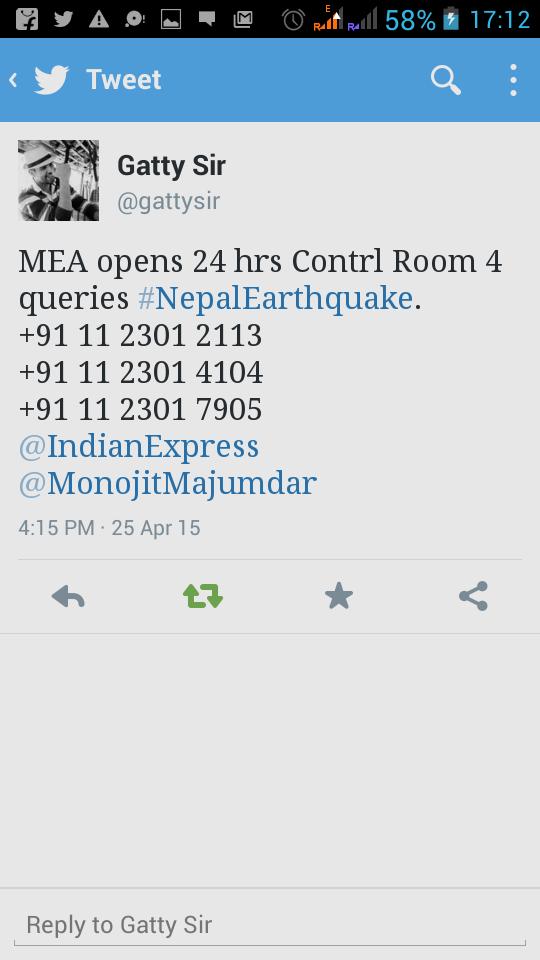 58% 17:12
Tweet
Gatty Sir
@gattysir
MEA opens 24 hrs Contrl Room 4
queries #NepalEarthquake.
+91 11 2301 2113
+91 11 2301 4104
+91 11 2301 7905
@IndianExpress
@MonojitMajumdar
4:15 PM · 25 Apr 15
Reply to Gatty Sir